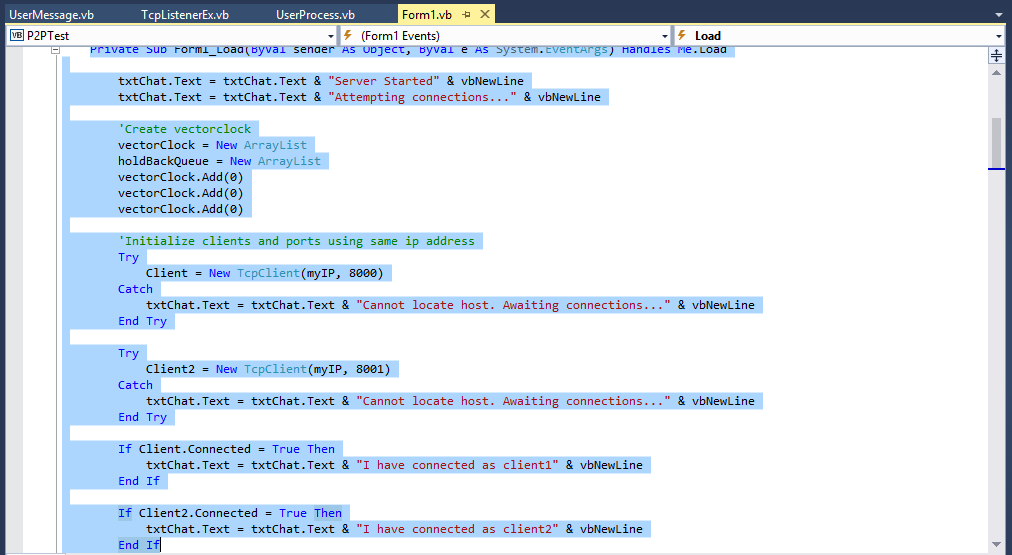 UserMessage.vb TcpListenerEx.vb UserProcess.vb Form1.vb
VB P2PTest (Form1 Events) Load
Private Sub Form1_Load(ByVal sender As Object, ByVal e As System.EventArgs) Handles Me.Load
txtChat.Text = txtChat.Text & "Server Started" & vbNewLine
txtChat.Text = txtChat.Text & "Attempting connections..." & vbNewLine
'Create vectorclock
vectorClock = New ArrayList
holdBackQueue = New ArrayList
vectorClock.Add(0)
vectorClock.Add(0)
vectorClock.Add(0)
'Initialize clients and ports using same ip address
Try
Client = New TcpClient(myIP, 8000)
Catch
txtChat.Text = txtChat.Text & "Cannot locate host. Awaiting connections..." & vbNewLine
End Try
Try
Client2 = New TcpClient(myIP, 8001)
Catch
txtChat.Text = txtChat.Text & "Cannot locate host. Awaiting connections..." & vbNewLine
End Try
If Client.Connected = True Then
txtChat.Text = txtChat.Text & "I have connected as client1" & vbNewLine
End If
If Client2.Connected = True Then
txtChat.Text = txtChat.Text & "I have connected as client2" & vbNewLine
End If